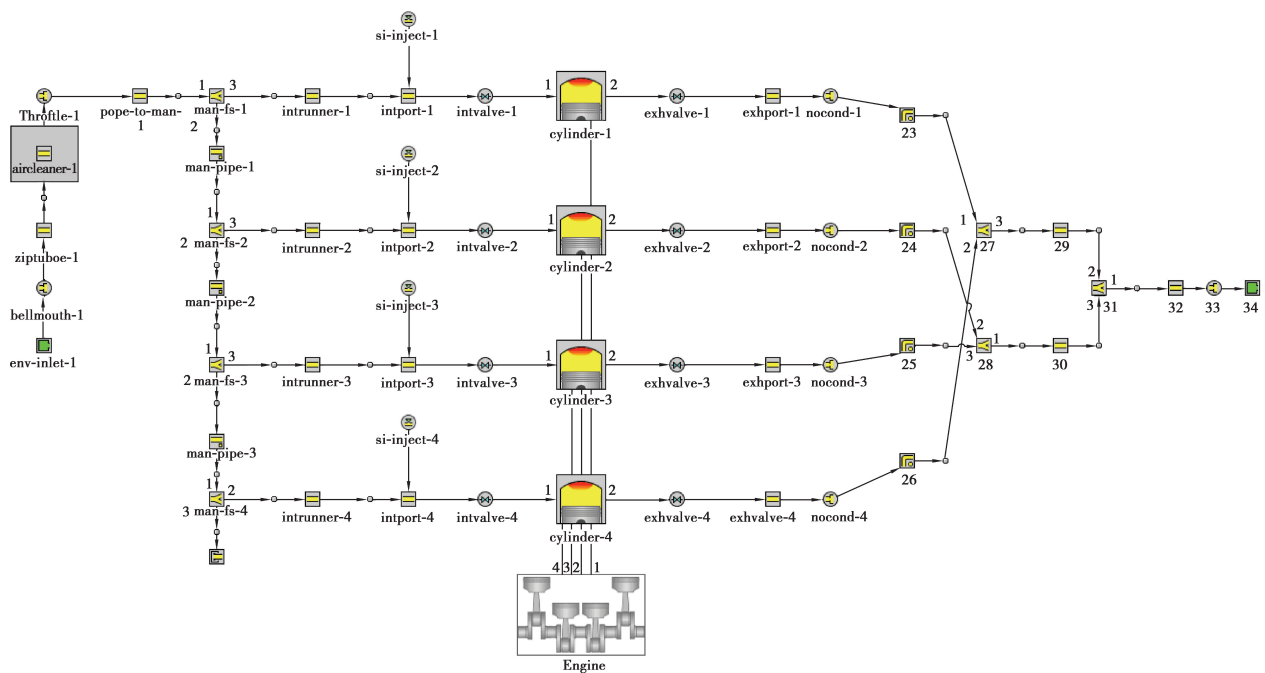 si-inject-1
1 3
1 2
Throttle-1
pope-to-man-
1
man-fs-1
2
intrunner-1
intport-1
intvalve-1
cylinder-1
exhvalve-1
exhport-1
nocond-1
23
aircleaner-1
man-pipe-1
si-inject-2
1
3
1 2
2 man-fs-2
intrunner-2
intport-2
intvalve-2
cylinder-2
exhvalve-2
exhport-2
nocond-2
24
1 3
2 27
29
ziptuboe-1
man-pipe-2
si-inject-3
2 1
3 31
32
33
34
bellmouth-1
env-inlet-1
1 3
1 2
2 man-fs-3
intrunner-3
intport-3
intvalve-3
cylinder-3
exhvalve-3
exhport-3
nocond-3
25
2
1
3 28
30
man-pipe-3
si-inject-4
1 2
1 2
3 man-fs-4
intrunner-4
intport-4
intvalve-4
cylinder-4
exhvalve-4
exhvalve-4
nocond-4
26
4 3 2 1
Engine